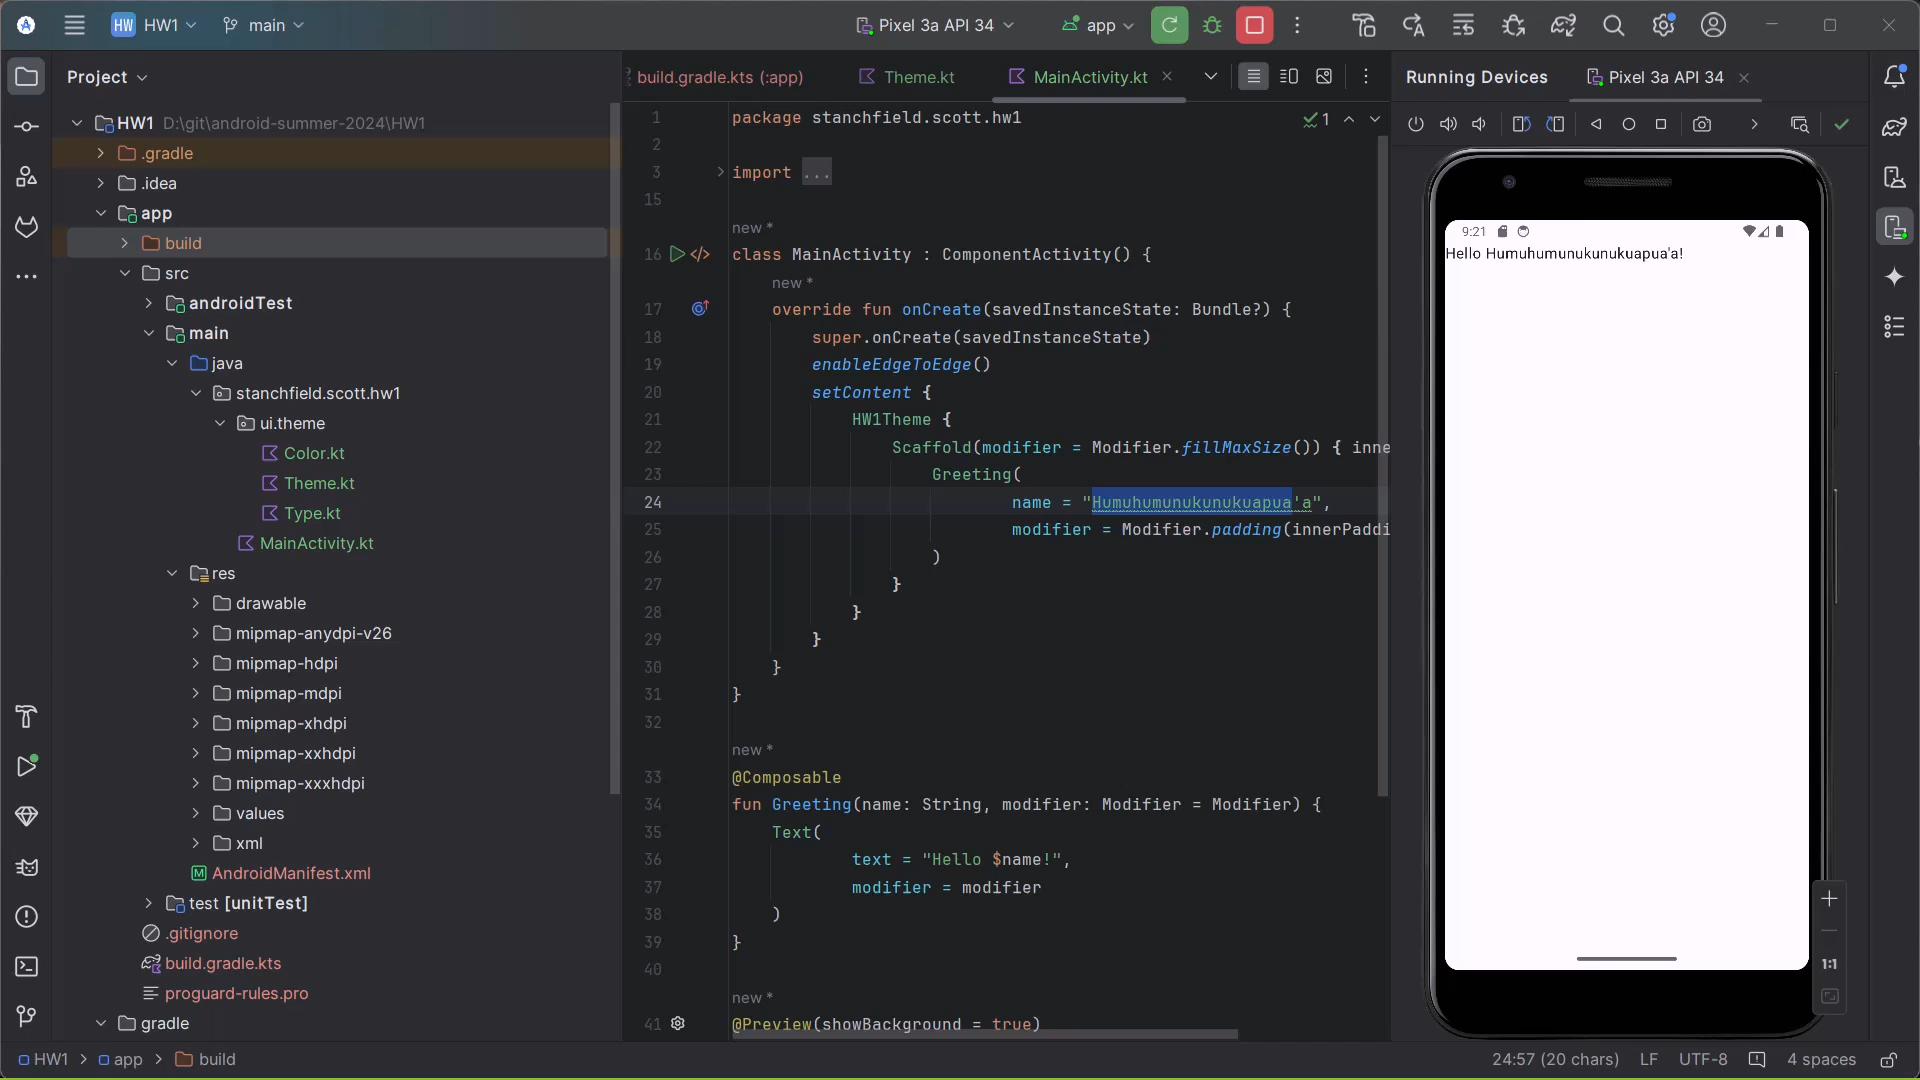 HW HW1 main Pixel 3a API 34 app
Project
HW1 D:\git\android-summer-2024\HW1
.gradle
.idea
app
build
src
androidTest
main
java
stanchfield.scott.hw1
ui.theme
Color.kt
Theme.kt
Type.kt
MainActivity.kt
res
drawable
mipmap-anydpi-v26
mipmap-hdpi
mipmap-mdpi
mipmap-xhdpi
mipmap-xxhdpi
mipmap-xxxhdpi
values
xml
AndroidManifest.xml
test [unitTest]
.gitignore
build.gradle.kts
proguard-rules.pro
gradle
build.gradle.kts (:app) Theme.kt MainActivity.kt
1 package stanchfield.scott.hw1 1
2
3 import ...
15
new *
16 class MainActivity : ComponentActivity() {
new *
17 override fun onCreate(savedInstanceState: Bundle?) {
18 super.onCreate(savedInstanceState)
19 enableEdgeToEdge()
20 setContent {
21 HW1Theme {
22 Scaffold(modifier = Modifier.fillMaxSize()) { inne
23 Greeting(
24 name = "Humuhumunukunukuapua'a",
25 modifier = Modifier.padding(innerPaddi
26 )
27 }
28 }
29 }
30 }
31 }
32
new *
33 @Composable
34 fun Greeting(name: String, modifier: Modifier = Modifier) {
35 Text(
36 text = "Hello $name!",
37 modifier = modifier
38 )
39 }
40
new *
41 @Preview(showBackground = true)
Running Devices Pixel 3a API 34
9:21
Hello Humuhumunukunukuapua'a!
1:1
HW1 > app > build 24:57 (20 chars) LF UTF-8 4 spaces